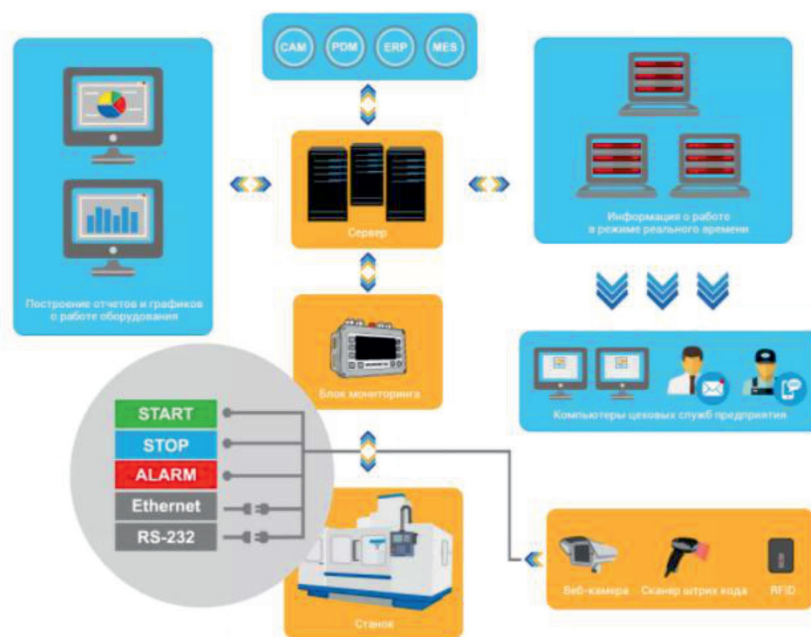 CAM
PDM
ERP
MES
Сервер
Построение отчетов и графиков
о работе оборудования
Информация о работе
в режиме реального времени
Блок мониторинга
Компьютеры цеховых служб предприятия
START
STOP
ALARM
Ethernet
RS-232
Станок
Веб-камера
Сканер штрих кода
RFID